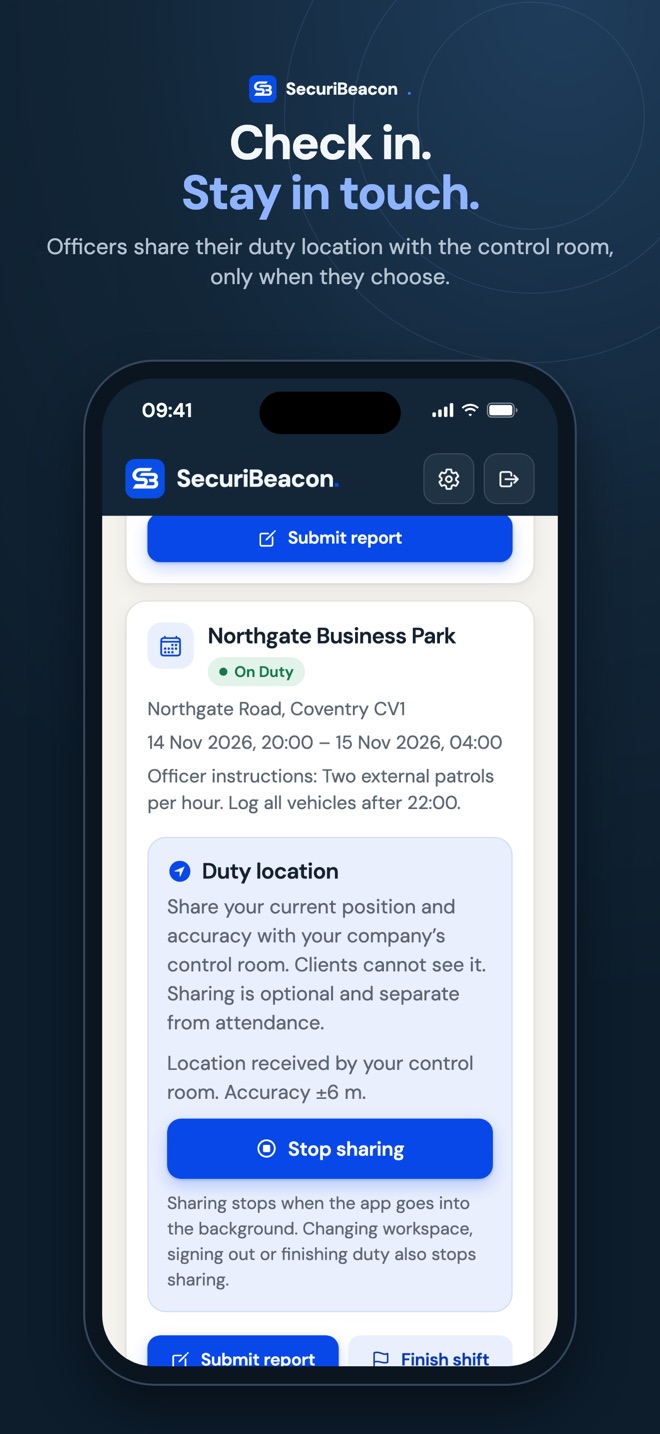 SecuriBeacon .
Check in.
Stay in touch.
Officers share their duty location with the control room,
only when they choose.
09:41
SecuriBeacon.
Submit report
Northgate Business Park
On Duty
Northgate Road, Coventry CV1
14 Nov 2026, 20:00 – 15 Nov 2026, 04:00
Officer instructions: Two external patrols
per hour. Log all vehicles after 22:00.
Duty location
Share your current position and
accuracy with your company’s
control room. Clients cannot see it.
Sharing is optional and separate
from attendance.
Location received by your control
room. Accuracy ±6 m.
Stop sharing
Sharing stops when the app goes into
the background. Changing workspace,
signing out or finishing duty also stops
sharing.
Submit report
Finish shift